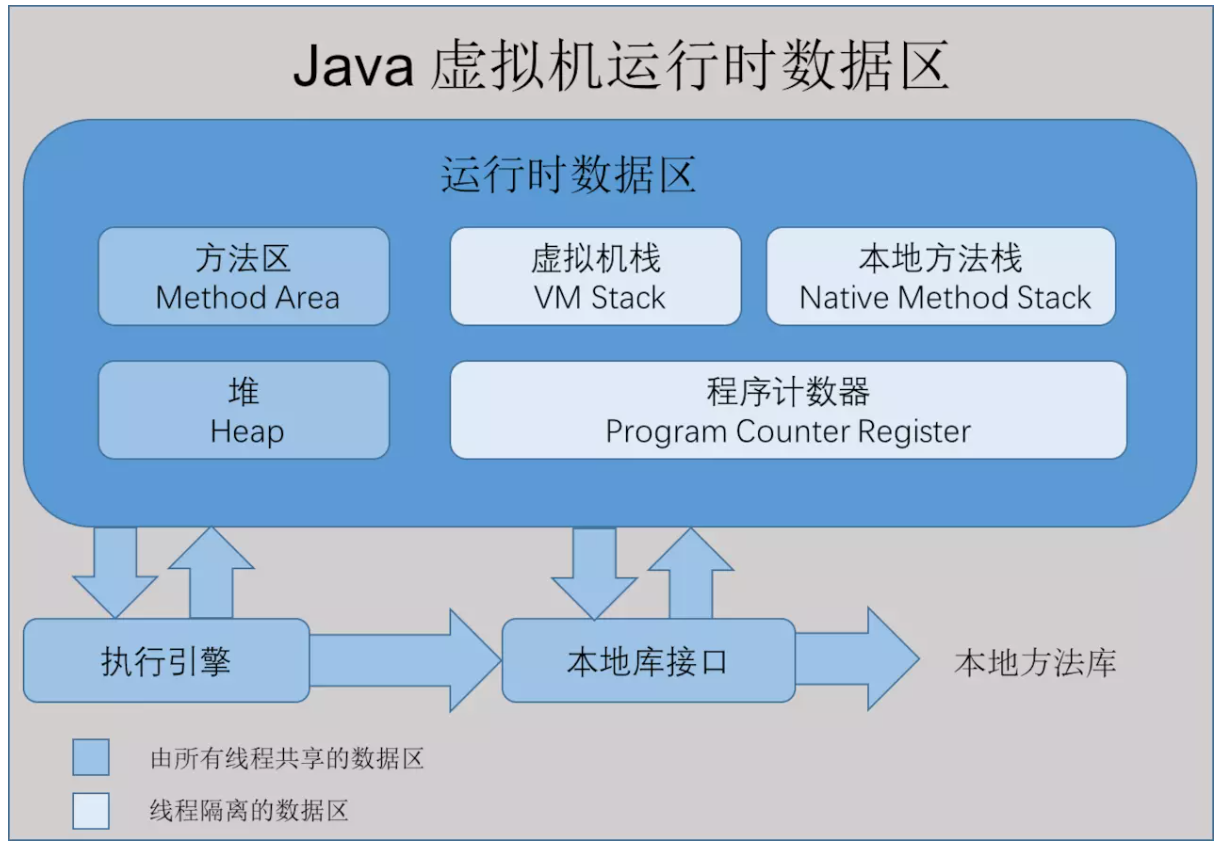 Java 虚拟机运行时数据区
运行时数据区
方法区
Method Area
虚拟机栈
VM Stack
本地方法栈
Native Method Stack
堆
Heap
程序计数器
Program Counter Register
执行引擎
本地库接口
本地方法库
由所有线程共享的数据区
线程隔离的数据区